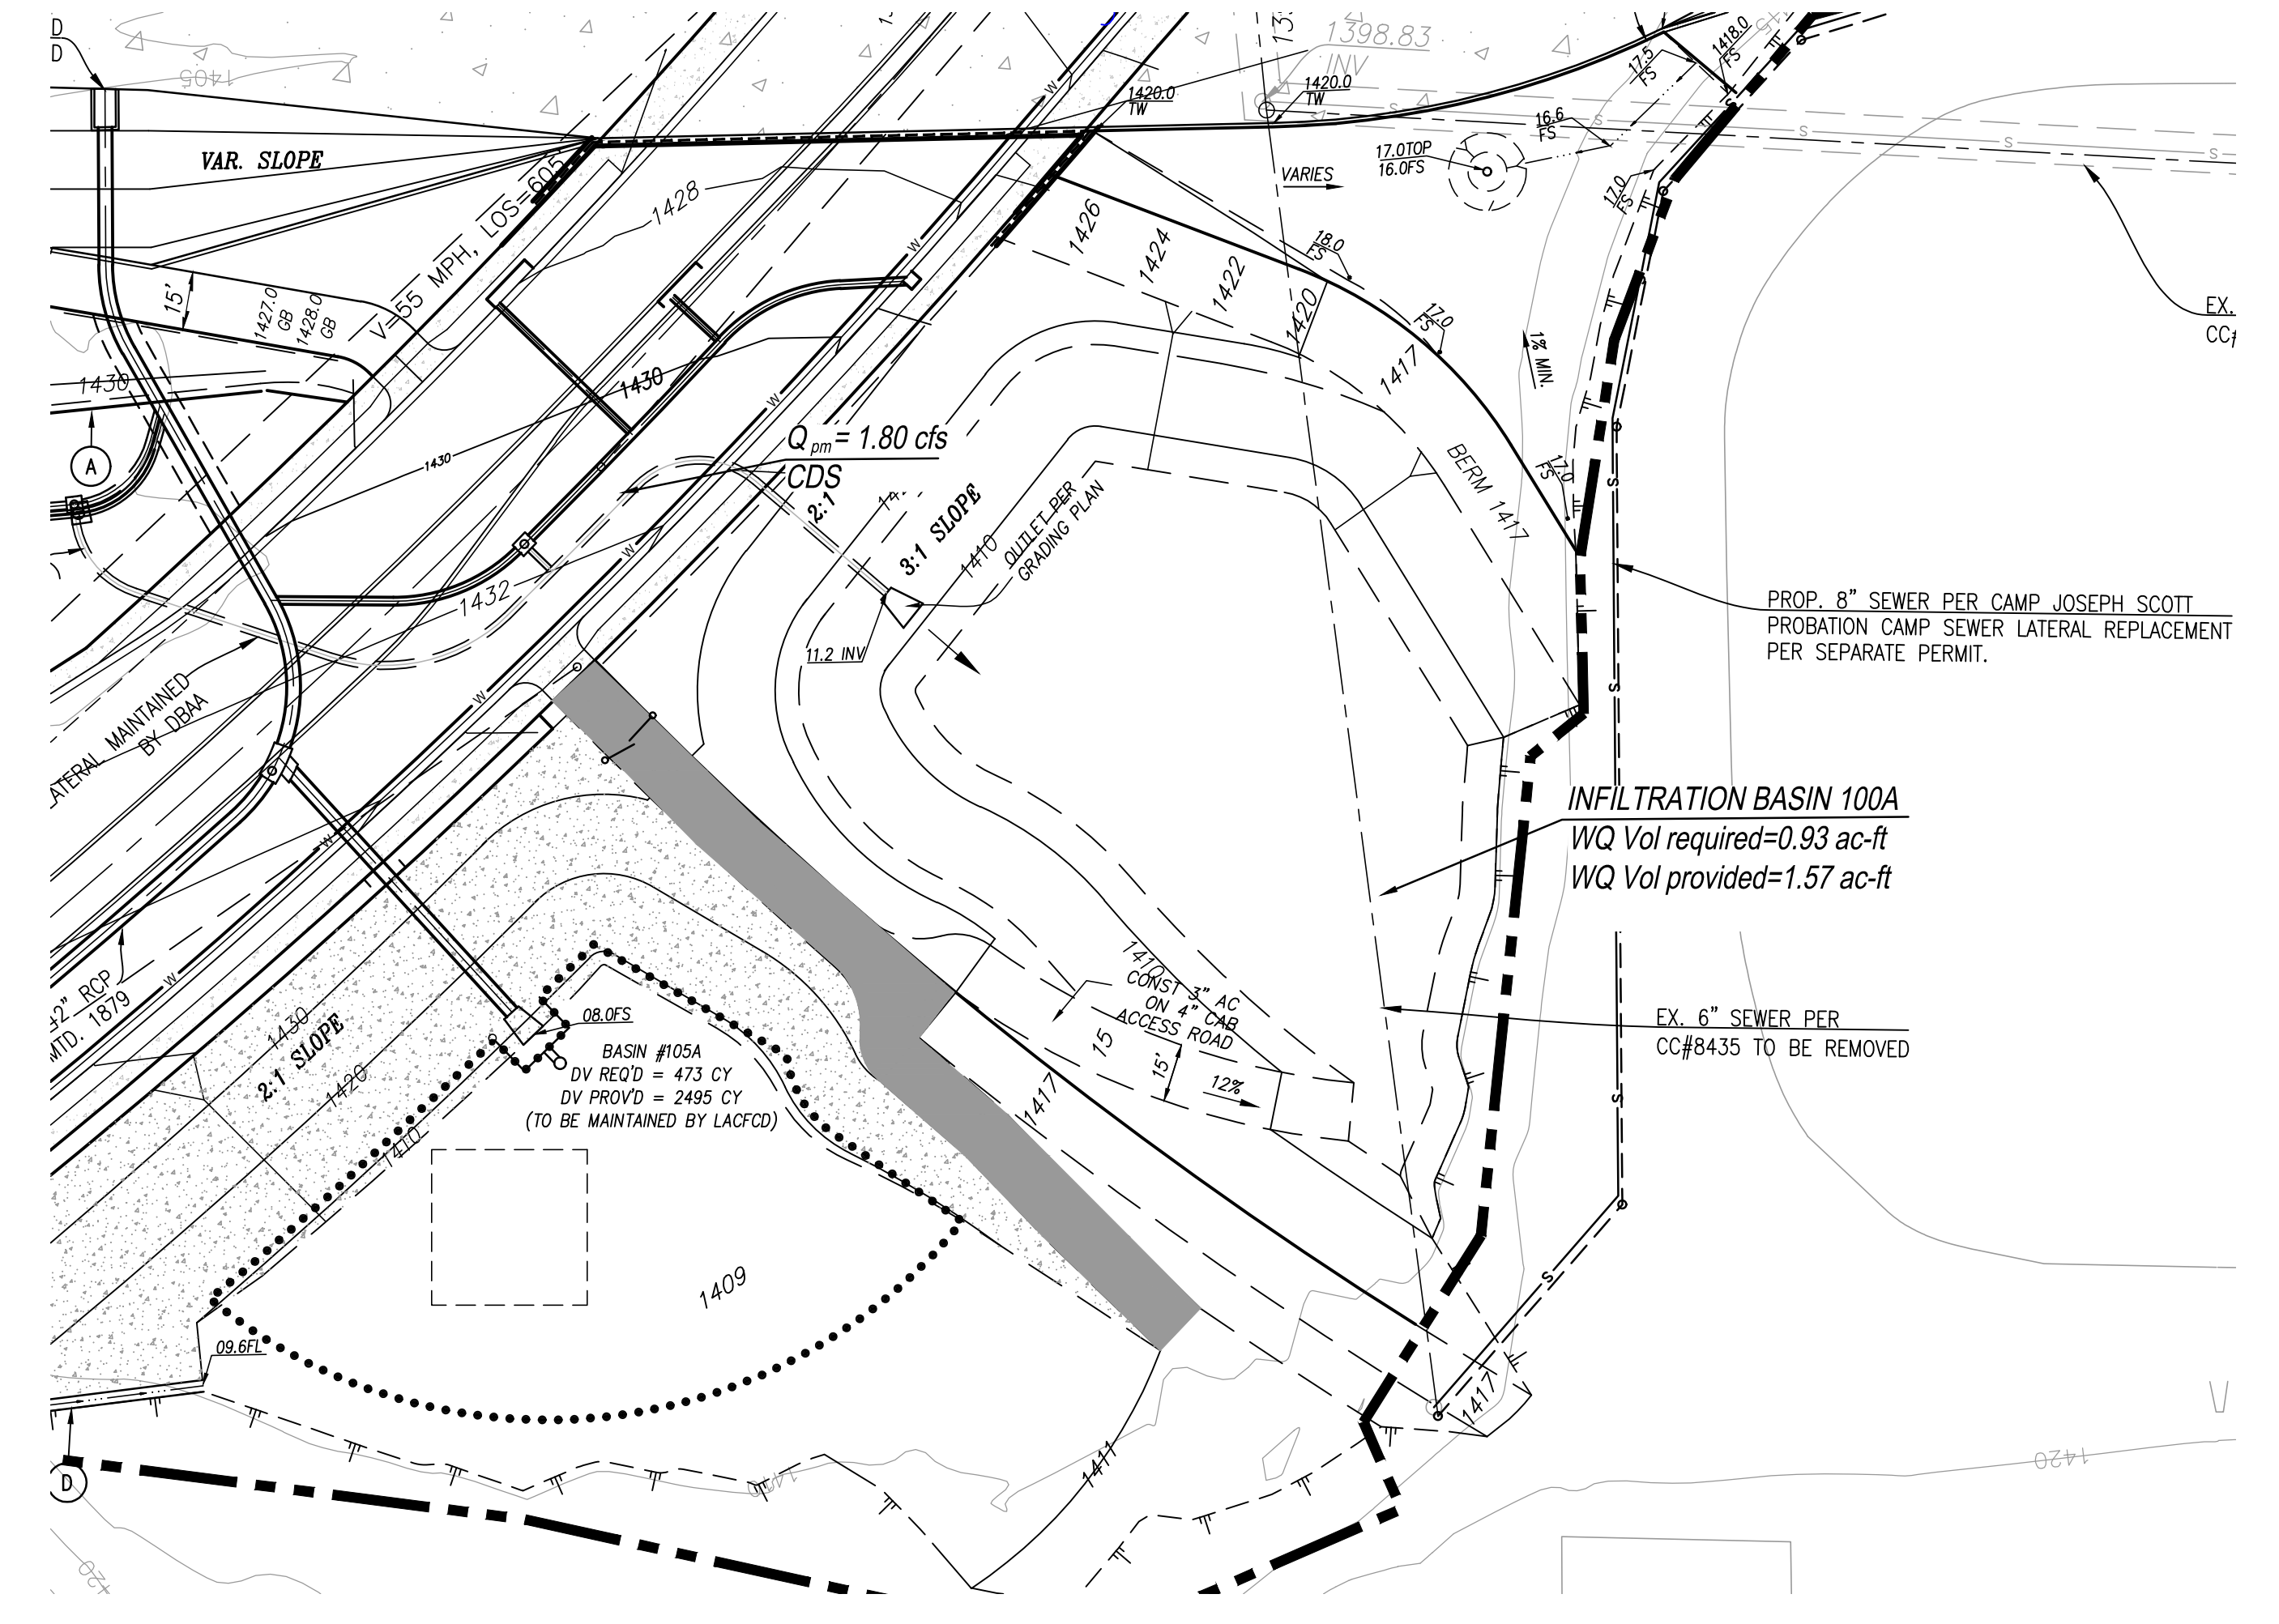 D
D
1405
1398.83
INV
1420.0
TW
1420.0
TW
17.5
FS
1418.0
FS
16.6
FS
17.0TOP
16.0FS
VARIES
17.0
FS
VAR. SLOPE
V=55 MPH, LOS=605'
1428
1426
1424
1422
1420
1417
18.0
FS
17.0
FS
1% MIN.
15'
1427.0
GB
1428.0
GB
EX.
1430
1430
1430
A
Q pm = 1.80 cfs
CDS
2:1
3:1 SLOPE
1410
OUTLET PER
GRADING PLAN
BERM 1417
17.0
FS
1432
11.2 INV
PROP. 8" SEWER PER CAMP JOSEPH SCOTT
PROBATION CAMP SEWER LATERAL REPLACEMENT
PER SEPARATE PERMIT.
MAINTAINED
BY DBAA
INFILTRATION BASIN 100A
WQ Vol required=0.93 ac-ft
WQ Vol provided=1.57 ac-ft
RCP
MTD. 1879
1430
2:1 SLOPE
1420
1410
08.0FS
BASIN #105A
DV REQ'D = 473 CY
DV PROV'D = 2495 CY
(TO BE MAINTAINED BY LACFCD)
1410
CONST 3" AC
ON 4" CAB
ACCESS ROAD
15
15'
12%
1417
EX. 6" SEWER PER
CC#8435 TO BE REMOVED
1409
09.6FL
1417
1411
1410
1420
D